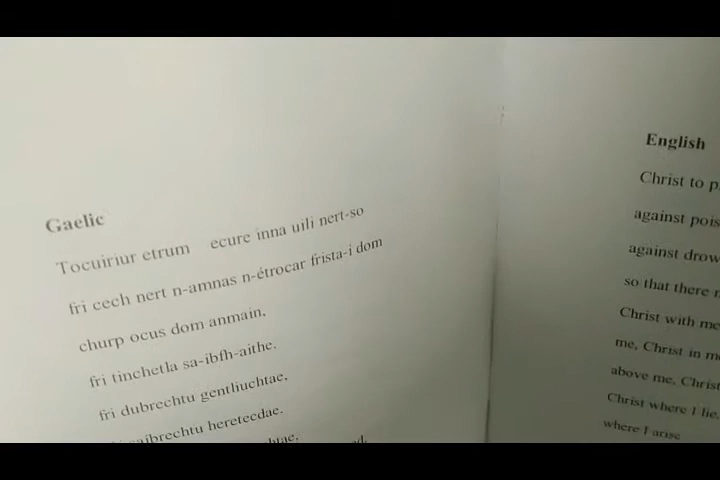 Gaelic
Tocuiriur etrum ecure inna uili nert-so
fri cech nert n-amnas n-étrocar frista-i dom
churp ocus dom anmain.
fri tinchetla sa-ibfh-aithe.
fri dubrechtu gentliuchtae.
saibrechtu heretecdae.
English
Christ to
against
against
so that there
Christ with me
me, Christ in
above me, Christ
Christ where I lie,
where I arise